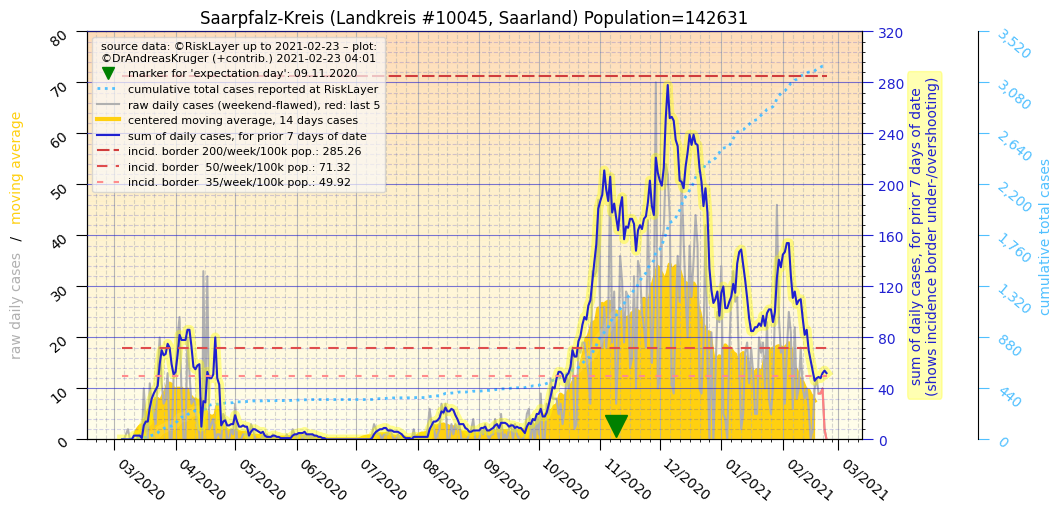 Saarpfalz-Kreis (Landkreis #10045, Saarland) Population=142631
source data: ©RiskLayer up to 2021-02-23 – plot:
©DrAndreasKruger (+contrib.) 2021-02-23 04:01
marker for 'expectation day': 09.11.2020
cumulative total cases reported at RiskLayer
raw daily cases (weekend-flawed), red: last 5
centered moving average, 14 days cases
sum of daily cases, for prior 7 days of date
incid. border 200/week/100k pop.: 285.26
incid. border  50/week/100k pop.: 71.32
incid. border  35/week/100k pop.: 49.92
raw daily cases / moving average
80
70
60
50
40
30
20
10
0
03/2020
04/2020
05/2020
06/2020
07/2020
08/2020
09/2020
10/2020
11/2020
12/2020
01/2021
02/2021
03/2021
320
280
240
200
160
120
80
40
0
sum of daily cases, for prior 7 days of date
(shows incidence border under-/overshooting)
3,520
3,080
2,640
2,200
1,760
1,320
880
440
0
cumulative total cases